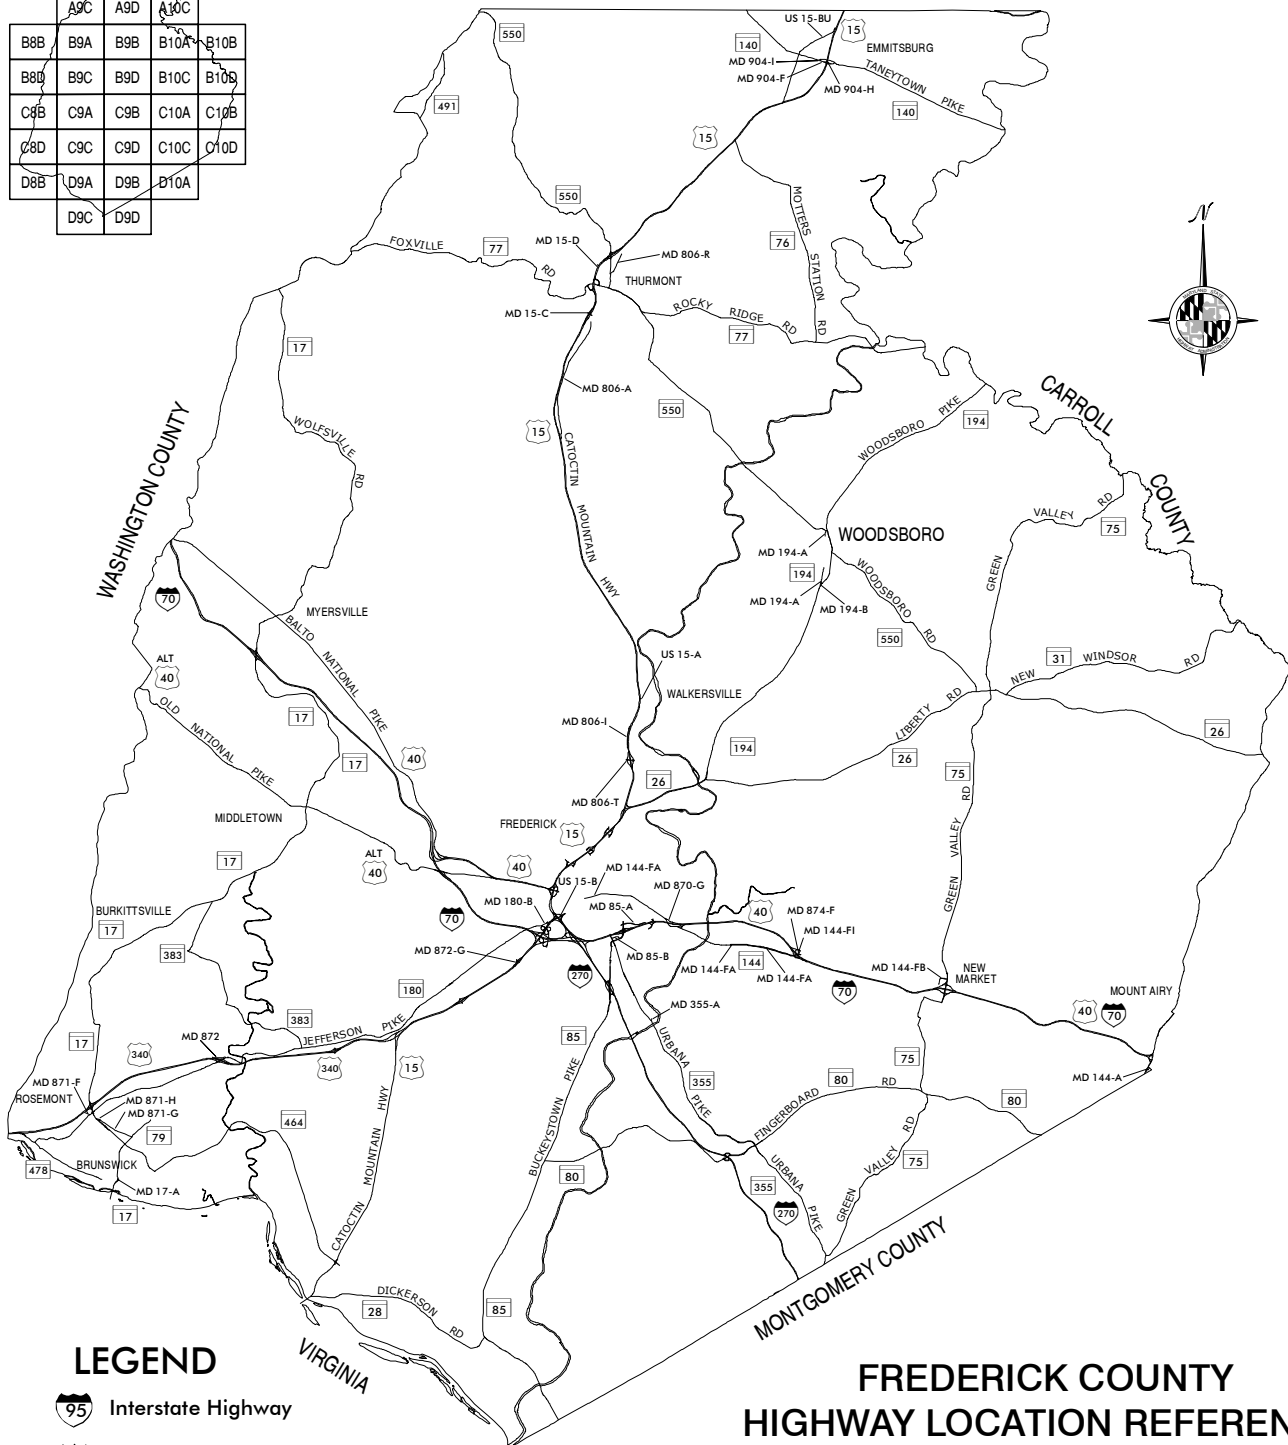 A9C A9D A10C
B8B B9A B9B B10A B10B
B8D B9C B9D B10C B10D
C8B C9A C9B C10A C10B
C8D C9C C9D C10C C10D
D8B D9A D9B D10A
D9C D9D
550
US 15-BU
15
140
EMMITSBURG
MD 904-I
MD 904-F
MD 904-H
TANEYTOWN PIKE
140
491
15
550
MOTTERS STATION RD
76
N
FOXVILLE RD
77
MD 15-D
MD 806-R
THURMONT
MD 15-C
ROCKY RIDGE RD
77
17
MD 806-A
550
15
CATOCTIN MOUNTAIN HWY
WOLFSVILLE RD
WASHINGTON COUNTY
CARROLL COUNTY
WOODSBORO PIKE
194
VALLEY RD
75
GREEN
WOODSBORO
MD 194-A
194
MD 194-A
MD 194-B
WOODSBORO RD
550
70
MYERSVILLE
BALTO NATIONAL PIKE
ALT
40
OLD NATIONAL PIKE
17
17
40
US 15-A
WALKERSVILLE
31
NEW WINDSOR RD
MD 806-I
194
LIBERTY RD
26
26
75
26
MD 806-T
MIDDLETOWN
FREDERICK
15
GREEN VALLEY RD
17
ALT
40
40
US 15-B
MD 144-FA
MD 870-G
MD 180-B
MD 85-A
40
MD 874-F
MD 144-FI
BURKITTSVILLE
17
70
383
MD 872-G
MD 85-B
270
MD 144-FA
144
MD 144-FA
MD 144-FB
NEW
MARKET
70
MOUNT AIRY
40
70
180
MD 355-A
383
JEFFERSON PIKE
MD 872
17
340
340
15
85
URBANA PIKE
355
75
80
FINGERBOARD RD
80
MD 144-A
MD 871-F
ROSEMONT
MD 871-H
MD 871-G
79
464
CATOCTIN MOUNTAIN HWY
BUCKEYSTOWN PIKE
80
478
BRUNSWICK
MD 17-A
17
355
URBANA PIKE
270
GREEN VALLEY RD
75
28
DICKERSON RD
85
MONTGOMERY COUNTY
VIRGINIA
LEGEND
95 Interstate Highway
FREDERICK COUNTY
HIGHWAY LOCATION REFEREN